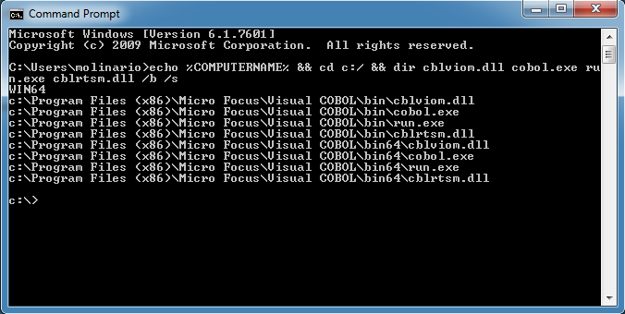 Command Prompt
Microsoft Windows [Version 6.1.7601]
Copyright (c) 2009 Microsoft Corporation.  All rights reserved.
C:\Users\molinario>echo %COMPUTERNAME% && cd c:/ && dir cblviom.dll cobol.exe ru
n.exe cblrtsm.dll /b /s
WIN64
c:\Program Files (x86)\Micro Focus\Visual COBOL\bin\cblviom.dll
c:\Program Files (x86)\Micro Focus\Visual COBOL\bin\cobol.exe
c:\Program Files (x86)\Micro Focus\Visual COBOL\bin\run.exe
c:\Program Files (x86)\Micro Focus\Visual COBOL\bin\cblrtsm.dll
c:\Program Files (x86)\Micro Focus\Visual COBOL\bin64\cblviom.dll
c:\Program Files (x86)\Micro Focus\Visual COBOL\bin64\cobol.exe
c:\Program Files (x86)\Micro Focus\Visual COBOL\bin64\run.exe
c:\Program Files (x86)\Micro Focus\Visual COBOL\bin64\cblrtsm.dll
c:\>